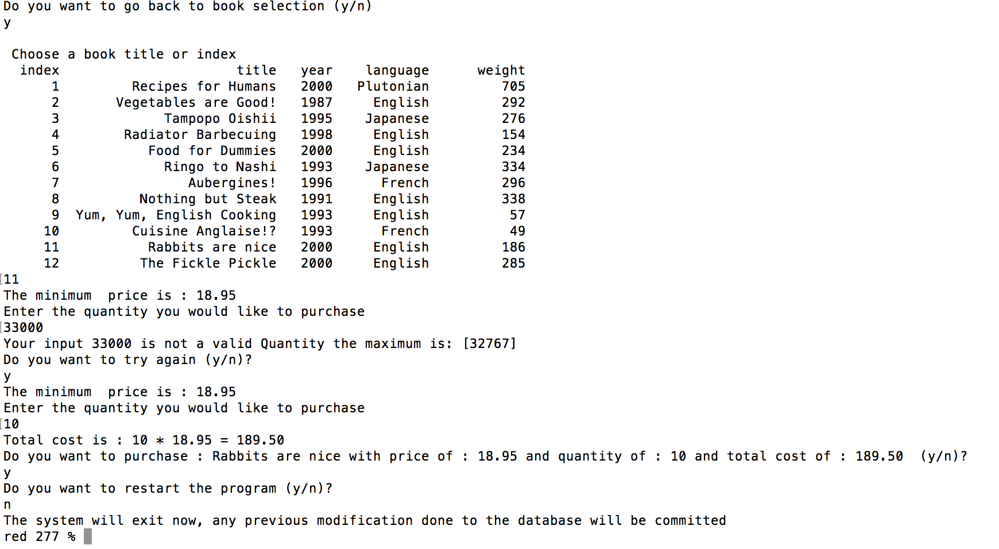 Do you want to go back to book selection (y/n)
y
Choose a book title or index
index title year language weight
1 Recipes for Humans 2000 Plutonian 705
2 Vegetables are Good! 1987 English 292
3 Tampopo Oishii 1995 Japanese 276
4 Radiator Barbecuing 1998 English 154
5 Food for Dummies 2000 English 234
6 Ringo to Nashi 1993 Japanese 334
7 Aubergines! 1996 French 296
8 Nothing but Steak 1991 English 338
9 Yum, Yum, English Cooking 1993 English 57
10 Cuisine Anglaise!? 1993 French 49
11 Rabbits are nice 2000 English 186
12 The Fickle Pickle 2000 English 285
[11
The minimum  price is : 18.95
Enter the quantity you would like to purchase
[33000
Your input 33000 is not a valid Quantity the maximum is: [32767]
Do you want to try again (y/n)?
y
The minimum  price is : 18.95
Enter the quantity you would like to purchase
[10
Total cost is : 10 * 18.95 = 189.50
Do you want to purchase : Rabbits are nice with price of : 18.95 and quantity of : 10 and total cost of : 189.50  (y/n)?
y
Do you want to restart the program (y/n)?
n
The system will exit now, any previous modification done to the database will be committed
red 277 %